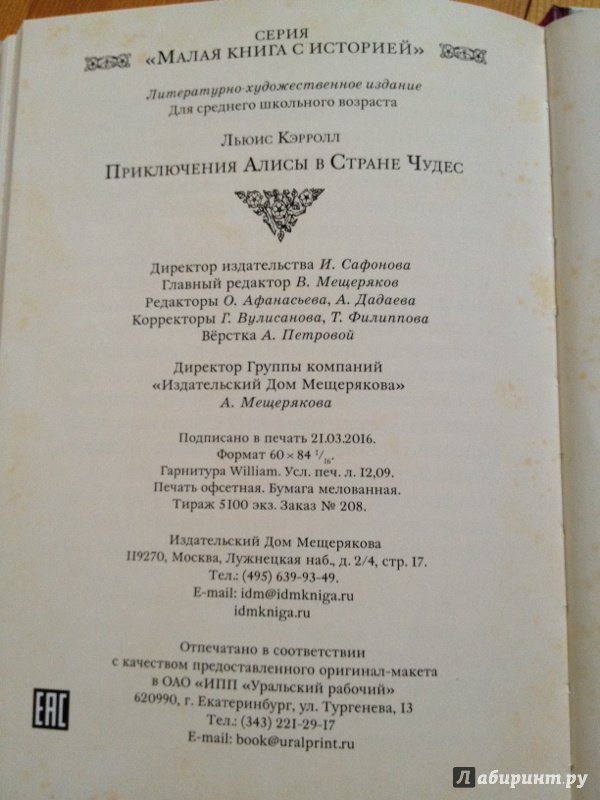 СЕРИЯ
«МАЛАЯ КНИГА С ИСТОРИЕЙ»
Литературно-художественное издание
Для среднего школьного возраста
ЛЬЮИС КЭРРОЛЛ
ПРИКЛЮЧЕНИЯ АЛИСЫ В СТРАНЕ ЧУДЕС
Директор издательства И. Сафонова
Главный редактор В. Мещеряков
Редакторы О. Афанасьева, А. Дадаева
Корректоры Г. Вулисанова, Т. Филиппова
Вёрстка А. Петровой
Директор Группы компаний
«Издательский Дом Мещерякова»
А. Мещерякова
Подписано в печать 21.03.2016.
Формат 60 × 84 1/16.
Гарнитура William. Усл. печ. л. 12,09.
Печать офсетная. Бумага мелованная.
Тираж 5100 экз. Заказ № 208.
Издательский Дом Мещерякова
119270, Москва, Лужнецкая наб., д. 2/4, стр. 17.
Тел.: (495) 639-93-49.
E-mail: idm@idmkniga.ru
idmkniga.ru
Отпечатано в соответствии
с качеством предоставленного оригинал-макета
в ОАО «ИПП «Уральский рабочий»
620990, г. Екатеринбург, ул. Тургенева, 13
Тел.: (343) 221-29-17
E-mail: book@uralprint.ru
EAC
Лабиринт.ру